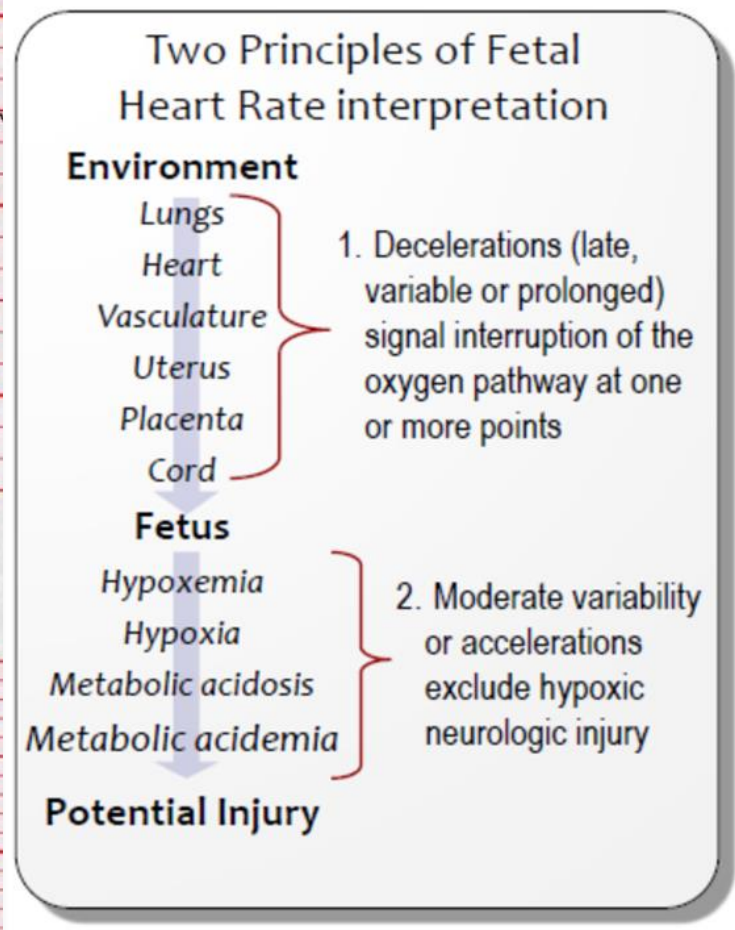 Two Principles of Fetal
Heart Rate interpretation
Environment
Lungs
Heart
Vasculature
Uterus
Placenta
Cord
1. Decelerations (late,
variable or prolonged)
signal interruption of the
oxygen pathway at one
or more points
Fetus
Hypoxemia
Hypoxia
Metabolic acidosis
Metabolic acidemia
2. Moderate variability
or accelerations
exclude hypoxic
neurologic injury
Potential Injury